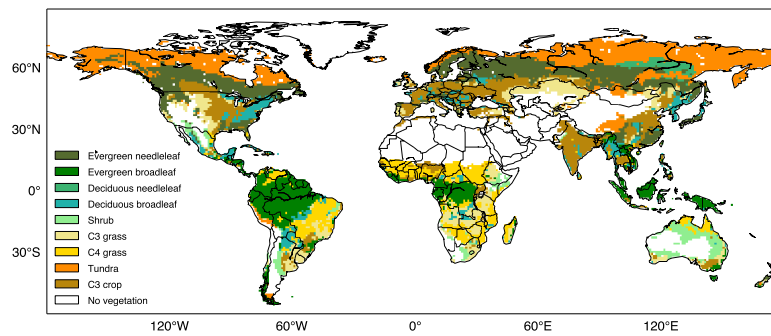 60°N
30°N
0°
30°S
Evergreen needleleaf
Evergreen broadleaf
Deciduous needleleaf
Deciduous broadleaf
Shrub
C3 grass
C4 grass
Tundra
C3 crop
No vegetation
120°W 60°W 0° 60°E 120°E